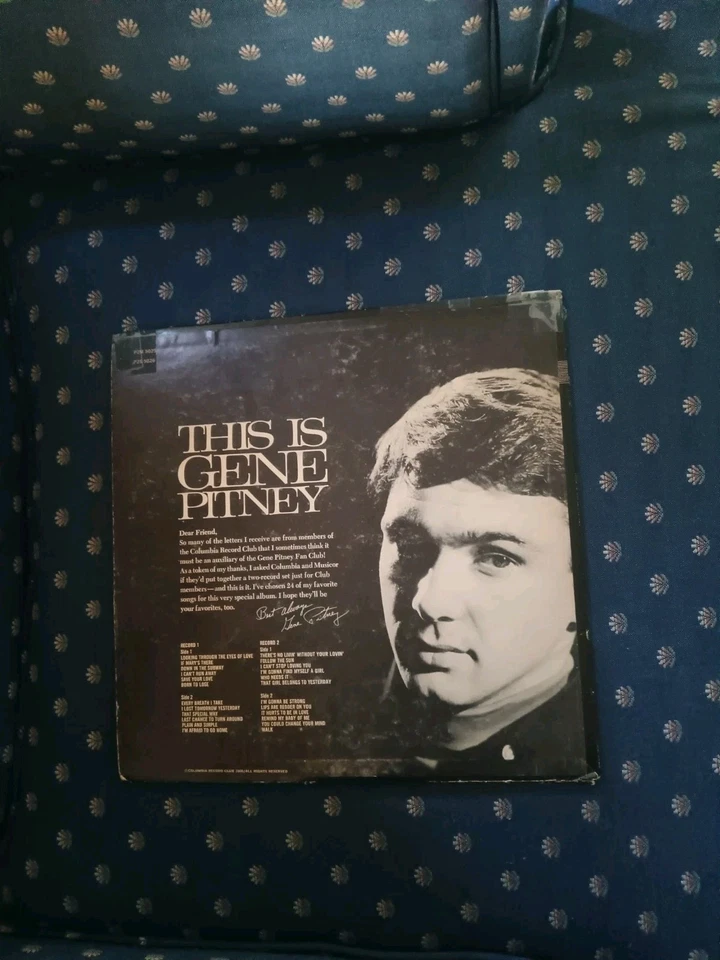 THIS IS
GENE
PITNEY
Dear Friend,
So many of the letters I receive are from members of
the Columbia Record Club that I sometimes think it
must be an auxiliary of the Gene Pitney Fan Club!
As a token of my thanks, I asked Columbia and Musicor
if they'd put together a two-record set just for Club
members—and this is it. I've chosen 24 of my favorite
songs for this very special album. I hope they'll be
your favorites, too.
Best always
Gene Pitney
RECORD 1
Side 1
LOOKING THROUGH THE EYES OF LOVE
IF MARY'S THERE
DOWN IN THE SUBWAY
I CAN'T RUN AWAY
SAVE YOUR LOVE
BORN TO LOSE
Side 2
EVERY BREATH I TAKE
I LOST TOMORROW YESTERDAY
THAT SPECIAL WAY
LAST CHANCE TO TURN AROUND
PLAIN AND SIMPLE
I'M AFRAID TO GO HOME
RECORD 2
Side 1
THERE'S NO LIVIN' WITHOUT YOUR LOVIN'
FOLLOW THE SUN
I CAN'T STOP LOVING YOU
I'M GONNA FIND MYSELF A GIRL
WHO NEEDS IT
THAT GIRL BELONGS TO YESTERDAY
Side 2
I'M GONNA BE STRONG
LIPS ARE REDDER ON YOU
IT HURTS TO BE IN LOVE
REMIND MY BABY OF ME
YOU COULD CHANGE YOUR MIND
WALK